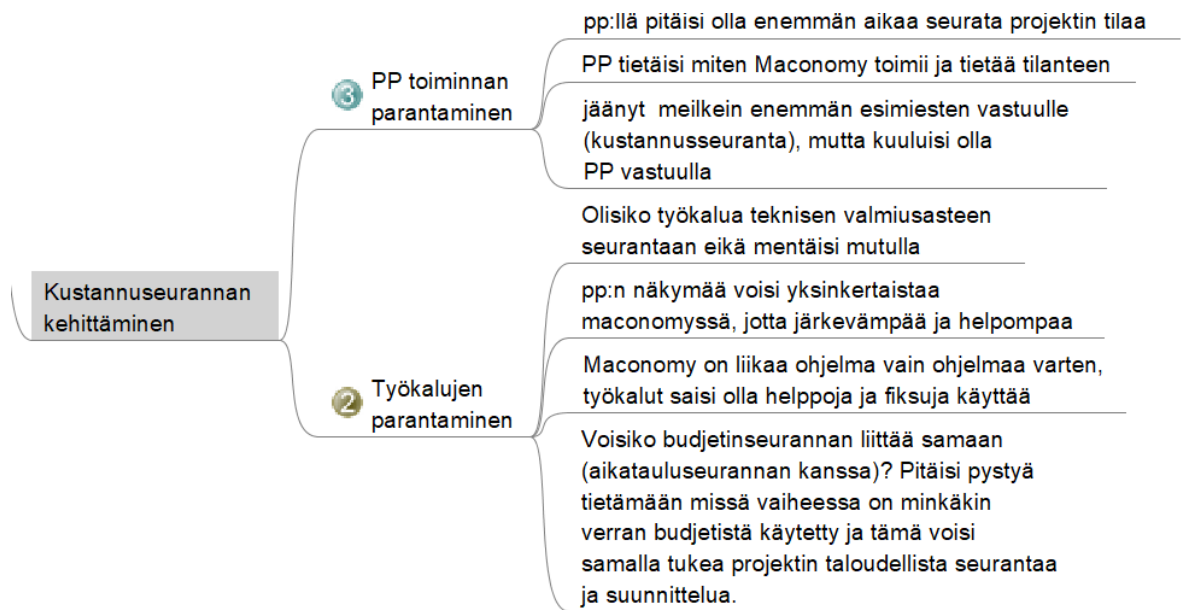 Kustannuseurannan
kehittäminen
3
PP toiminnan
parantaminen
pp:llä pitäisi olla enemmän aikaa seurata projektin tilaa
PP tietäisi miten Maconomy toimii ja tietää tilanteen
jäänyt  meilkein enemmän esimiesten vastuulle
(kustannusseuranta), mutta kuuluisi olla
PP vastuulla
2
Työkalujen
parantaminen
Olisiko työkalua teknisen valmiusasteen
seurantaan eikä mentäisi mutulla
pp:n näkymää voisi yksinkertaistaa
maconomyssä, jotta järkevämpää ja helpompaa
Maconomy on liikaa ohjelma vain ohjelmaa varten,
työkalut saisi olla helppoja ja fiksuja käyttää
Voisiko budjetinseurannan liittää samaan
(aikatauluseurannan kanssa)? Pitäisi pystyä
tietämään missä vaiheessa on minkäkin
verran budjetistä käytetty ja tämä voisi
samalla tukea projektin taloudellista seurantaa
ja suunnittelua.